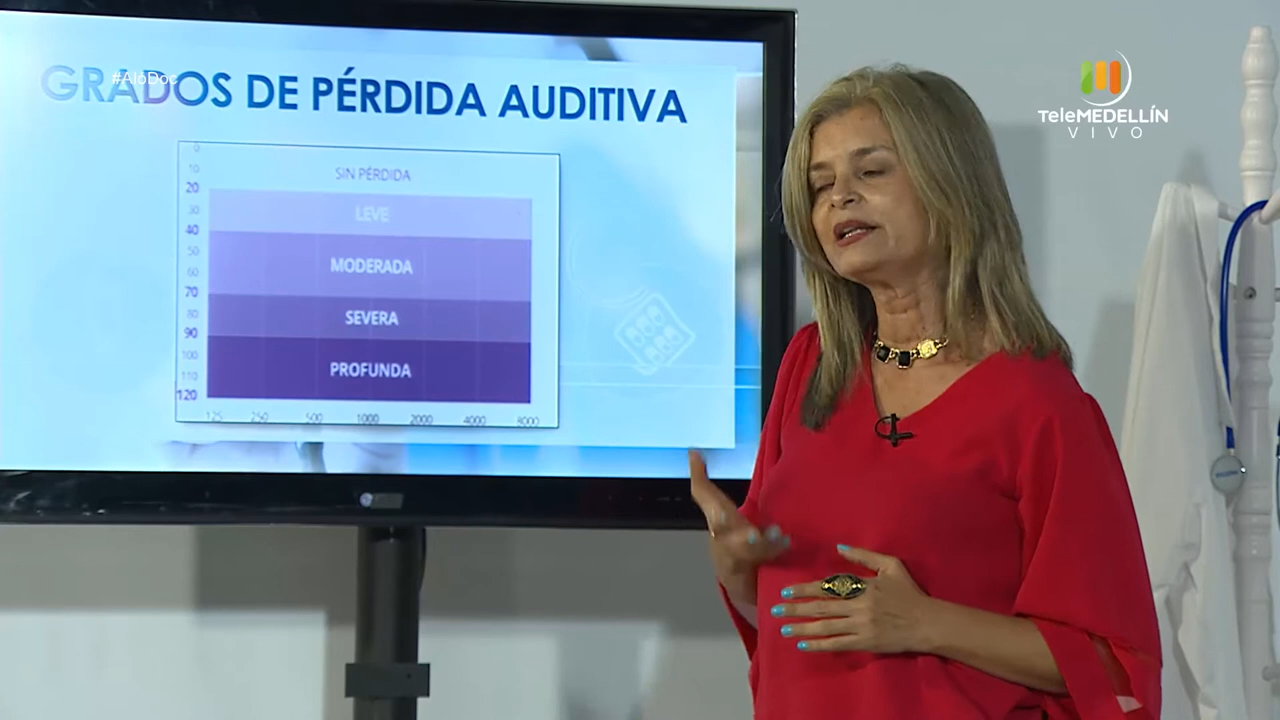 #AloDoc
GRADOS DE PÉRDIDA AUDITIVA
TeleMEDELLÍN
VIVO
0
10 SIN PÉRDIDA
20
30 LEVE
40
50
60 MODERADA
70
80 SEVERA
90
100
110 PROFUNDA
120
125 250 500 1000 2000 4000 8000